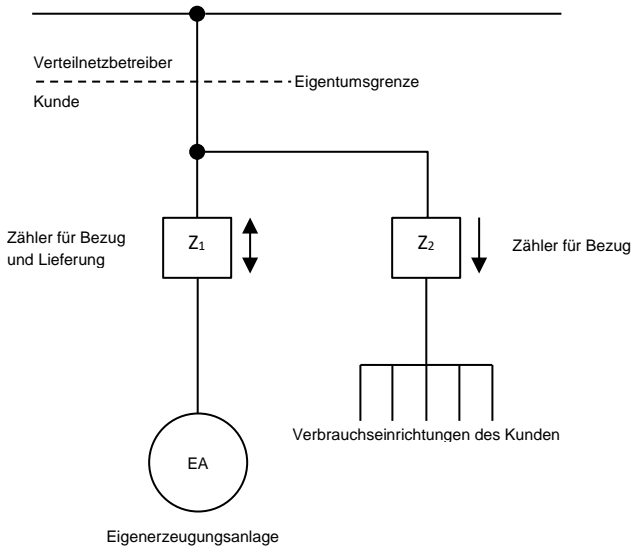 Verteilnetzbetreiber
Eigentumsgrenze
Kunde
Zähler für Bezug
und Lieferung
Z1
Z2
Zähler für Bezug
Verbrauchseinrichtungen des Kunden
EA
Eigenerzeugungsanlage